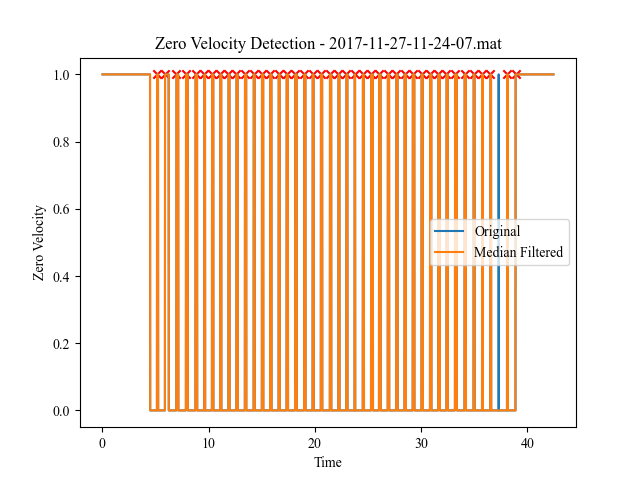 Zero Velocity Detection - 2017-11-27-11-24-07.mat
1.0
0.8
0.6
0.4
0.2
0.0
Zero Velocity
Original
Median Filtered
0 10 20 30 40
Time